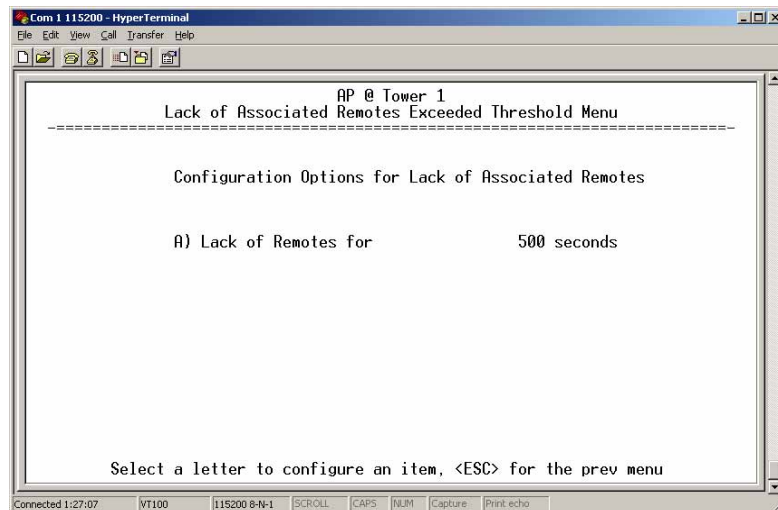 Com 1 115200 - HyperTerminal
File Edit View Call Transfer Help
AP @ Tower 1
Lack of Associated Remotes Exceeded Threshold Menu
-==========================================================================-
Configuration Options for Lack of Associated Remotes
A) Lack of Remotes for 500 seconds
Select a letter to configure an item, <ESC> for the prev menu
Connected 1:27:07 VT100 115200 8-N-1 SCROLL CAPS NUM Capture Print echo